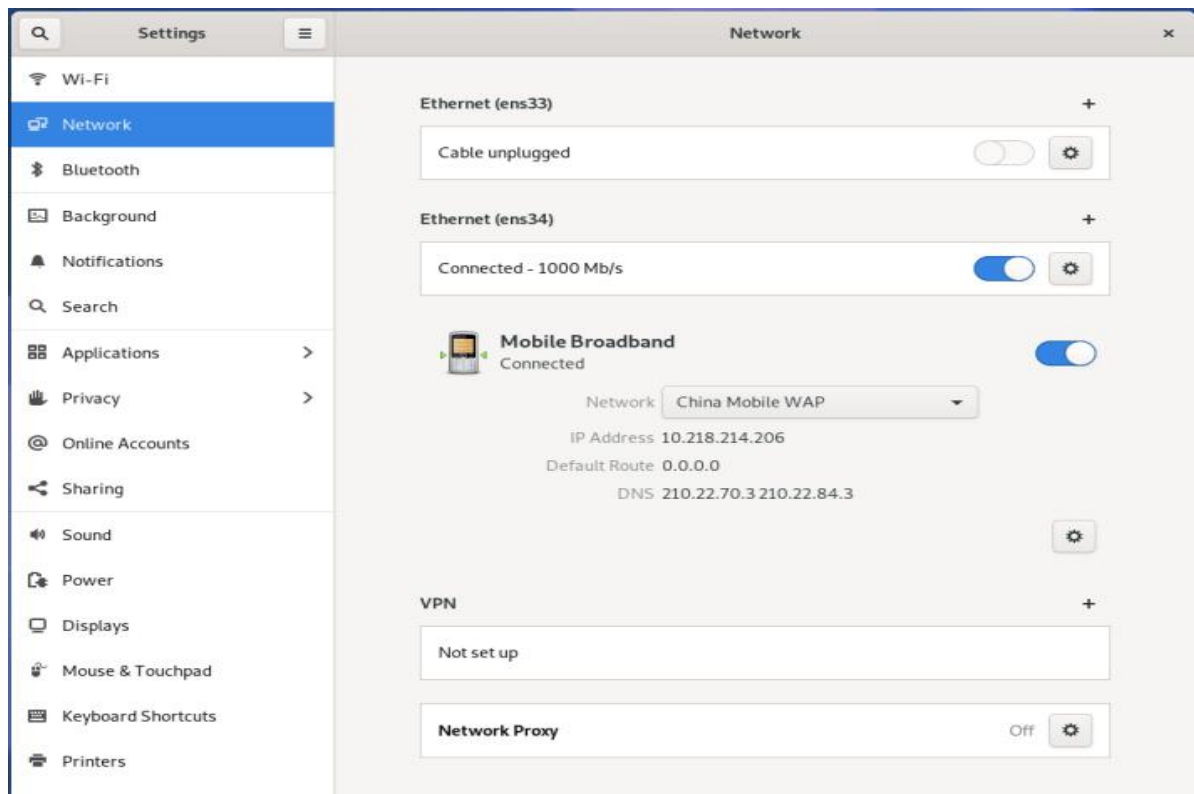 Settings
Network
Wi-Fi
Network
Bluetooth
Background
Notifications
Search
Applications
Privacy
Online Accounts
Sharing
Sound
Power
Displays
Mouse & Touchpad
Keyboard Shortcuts
Printers
Ethernet (ens33)
Cable unplugged
Ethernet (ens34)
Connected - 1000 Mb/s
Mobile Broadband
Connected
Network China Mobile WAP
IP Address 10.218.214.206
Default Route 0.0.0.0
DNS 210.22.70.3 210.22.84.3
VPN
Not set up
Network Proxy Off